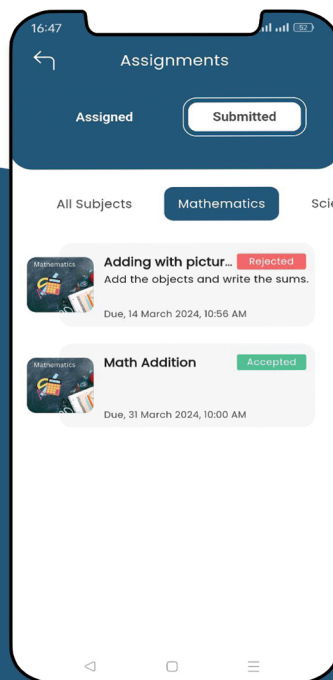 16:47
52
Assignments
Assigned
Submitted
All Subjects
Mathematics
Scie
Mathematics
Adding with pictur...
Rejected
Add the objects and write the sums.
Due, 14 March 2024, 10:56 AM
Mathematics
Math Addition
Accepted
Due, 31 March 2024, 10:00 AM